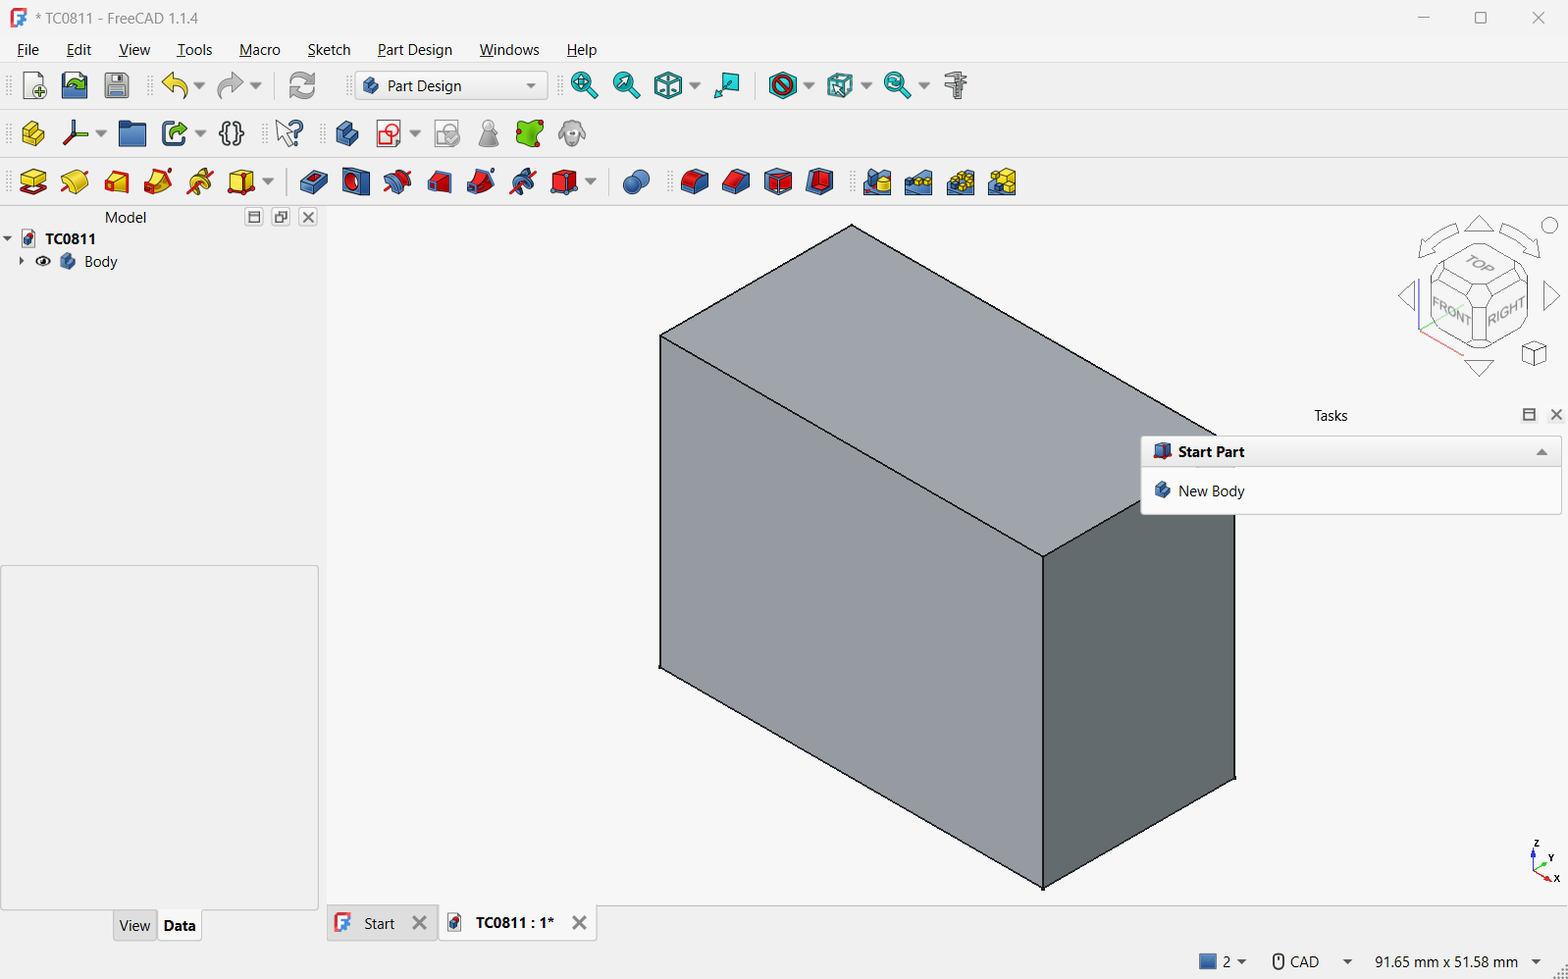 * TC0811 - FreeCAD 1.1.4
File Edit View Tools Macro Sketch Part Design Windows Help
Part Design
Model
TC0811
Body
TOP
FRONT RIGHT
Tasks
Start Part
New Body
Z
Y
X
View Data
Start TC0811 : 1*
2 CAD 91.65 mm x 51.58 mm